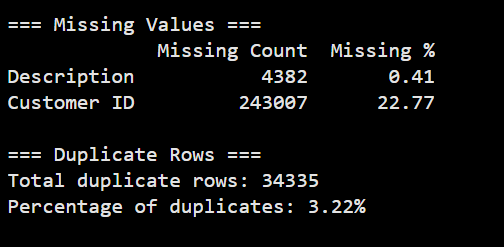 === Missing Values ===
Missing Count Missing %
Description 4382 0.41
Customer ID 243007 22.77
=== Duplicate Rows ===
Total duplicate rows: 34335
Percentage of duplicates: 3.22%